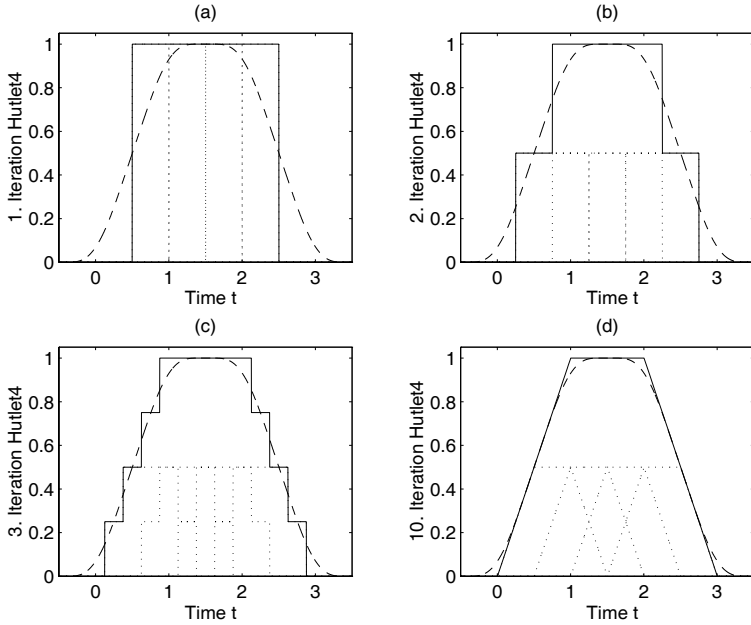 (a)
1. Iteration Hutlet4
1
0.8
0.6
0.4
0.2
0
0 1 2 3
Time t
(b)
2. Iteration Hutlet4
1
0.8
0.6
0.4
0.2
0
0 1 2 3
Time t
(c)
3. Iteration Hutlet4
1
0.8
0.6
0.4
0.2
0
0 1 2 3
Time t
(d)
10. Iteration Hutlet4
1
0.8
0.6
0.4
0.2
0
0 1 2 3
Time t